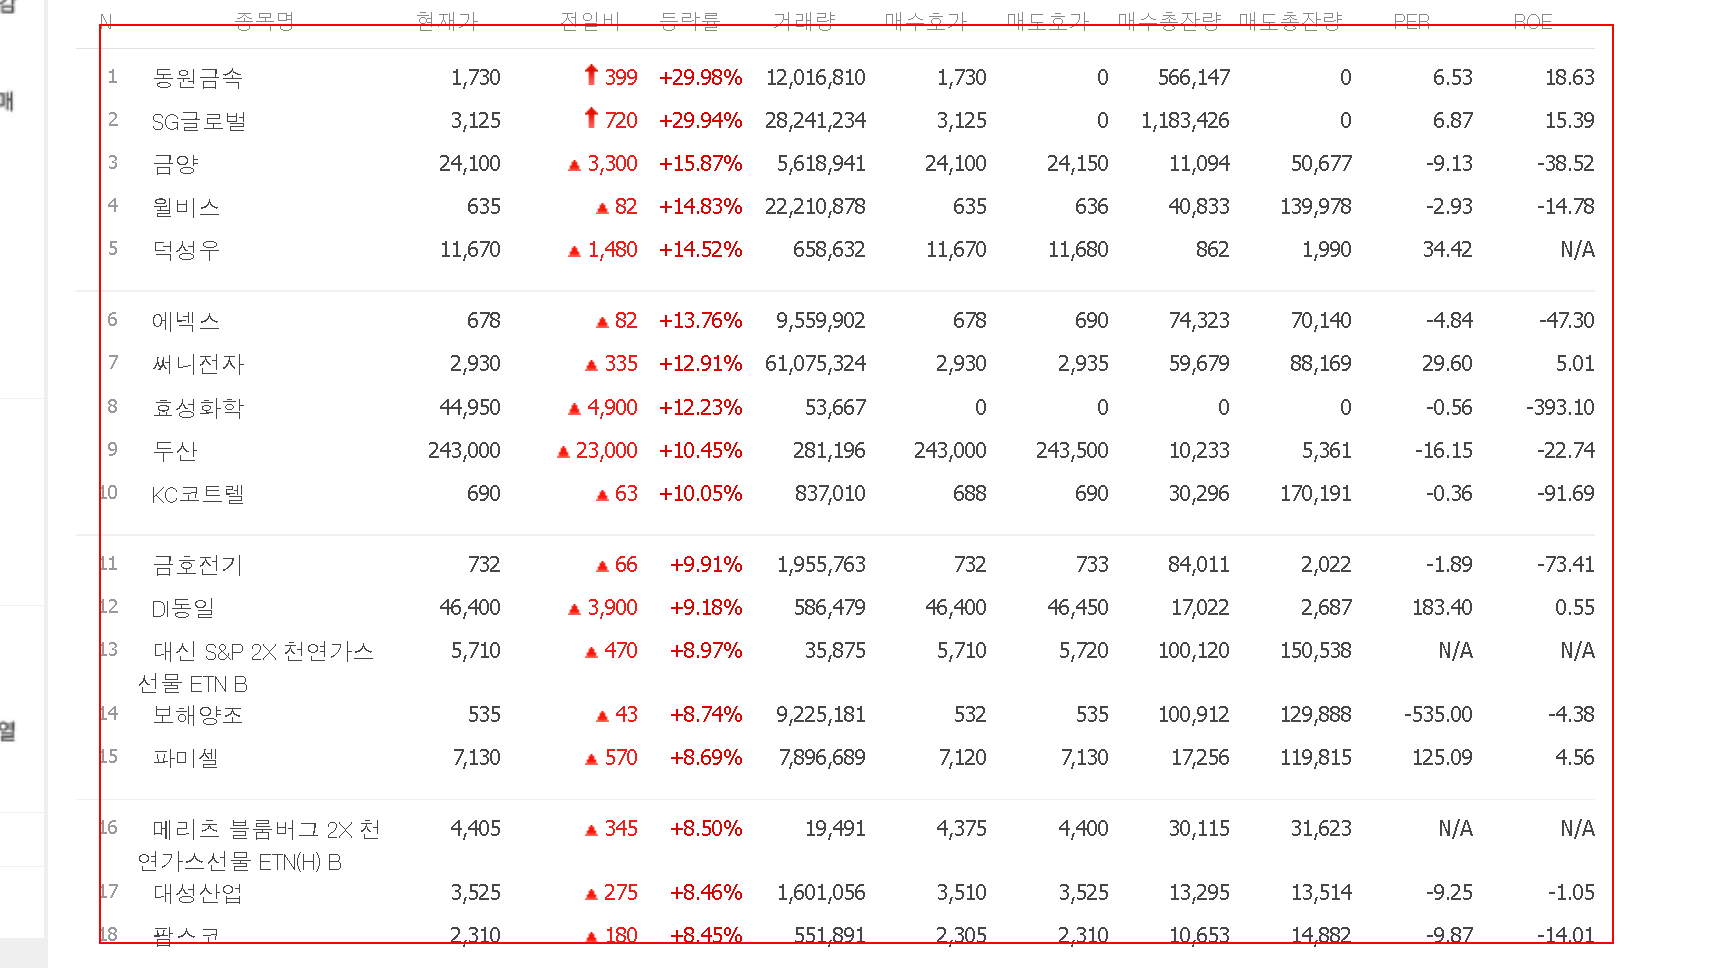 감
매
열
N 종목명 현재가 전일비 등락률 거래량 매수호가 매도호가 매수총잔량 매도총잔량 PER ROE
1 동원금속 1,730 399 +29.98% 12,016,810 1,730 0 566,147 0 6.53 18.63
2 SG글로벌 3,125 720 +29.94% 28,241,234 3,125 0 1,183,426 0 6.87 15.39
3 금양 24,100 ▲ 3,300 +15.87% 5,618,941 24,100 24,150 11,094 50,677 -9.13 -38.52
4 월비스 635 ▲ 82 +14.83% 22,210,878 635 636 40,833 139,978 -2.93 -14.78
5 덕성우 11,670 ▲ 1,480 +14.52% 658,632 11,670 11,680 862 1,990 34.42 N/A
6 에넥스 678 ▲ 82 +13.76% 9,559,902 678 690 74,323 70,140 -4.84 -47.30
7 써니전자 2,930 ▲ 335 +12.91% 61,075,324 2,930 2,935 59,679 88,169 29.60 5.01
8 효성화학 44,950 ▲ 4,900 +12.23% 53,667 0 0 0 0 -0.56 -393.10
9 두산 243,000 ▲ 23,000 +10.45% 281,196 243,000 243,500 10,233 5,361 -16.15 -22.74
10 KC코트렐 690 ▲ 63 +10.05% 837,010 688 690 30,296 170,191 -0.36 -91.69
11 금호전기 732 ▲ 66 +9.91% 1,955,763 732 733 84,011 2,022 -1.89 -73.41
12 DI동일 46,400 ▲ 3,900 +9.18% 586,479 46,400 46,450 17,022 2,687 183.40 0.55
13 대신 S&P 2X 천연가스 5,710 ▲ 470 +8.97% 35,875 5,710 5,720 100,120 150,538 N/A N/A
선물 ETN B
14 보해양조 535 ▲ 43 +8.74% 9,225,181 532 535 100,912 129,888 -535.00 -4.38
15 파미셀 7,130 ▲ 570 +8.69% 7,896,689 7,120 7,130 17,256 119,815 125.09 4.56
16 메리츠 블룸버그 2X 천 4,405 ▲ 345 +8.50% 19,491 4,375 4,400 30,115 31,623 N/A N/A
연가스선물 ETN(H) B
17 대성산업 3,525 ▲ 275 +8.46% 1,601,056 3,510 3,525 13,295 13,514 -9.25 -1.05
18 팜스코 2,310 ▲ 180 +8.45% 551,891 2,305 2,310 10,653 14,882 -9.87 -14.01